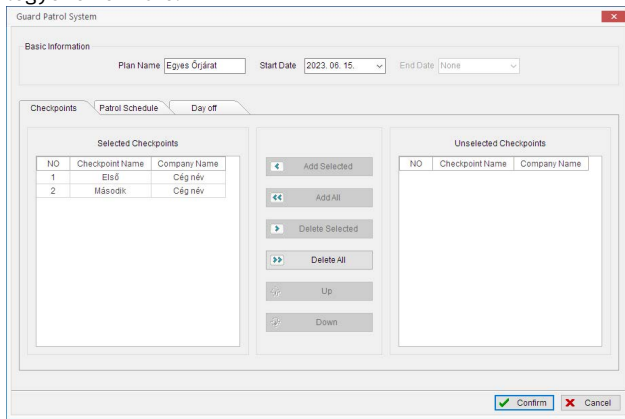 Guard Patrol System
Basic Information
Plan Name Egyes Őrjárat Start Date 2023. 06. 15. End Date None
Checkpoints Patrol Schedule Day off
Selected Checkpoints
NO Checkpoint Name Company Name
1 Első Cég név
2 Második Cég név
Add Selected
Add All
Delete Selected
Delete All
Up
Down
Unselected Checkpoints
NO Checkpoint Name Company Name
Confirm Cancel